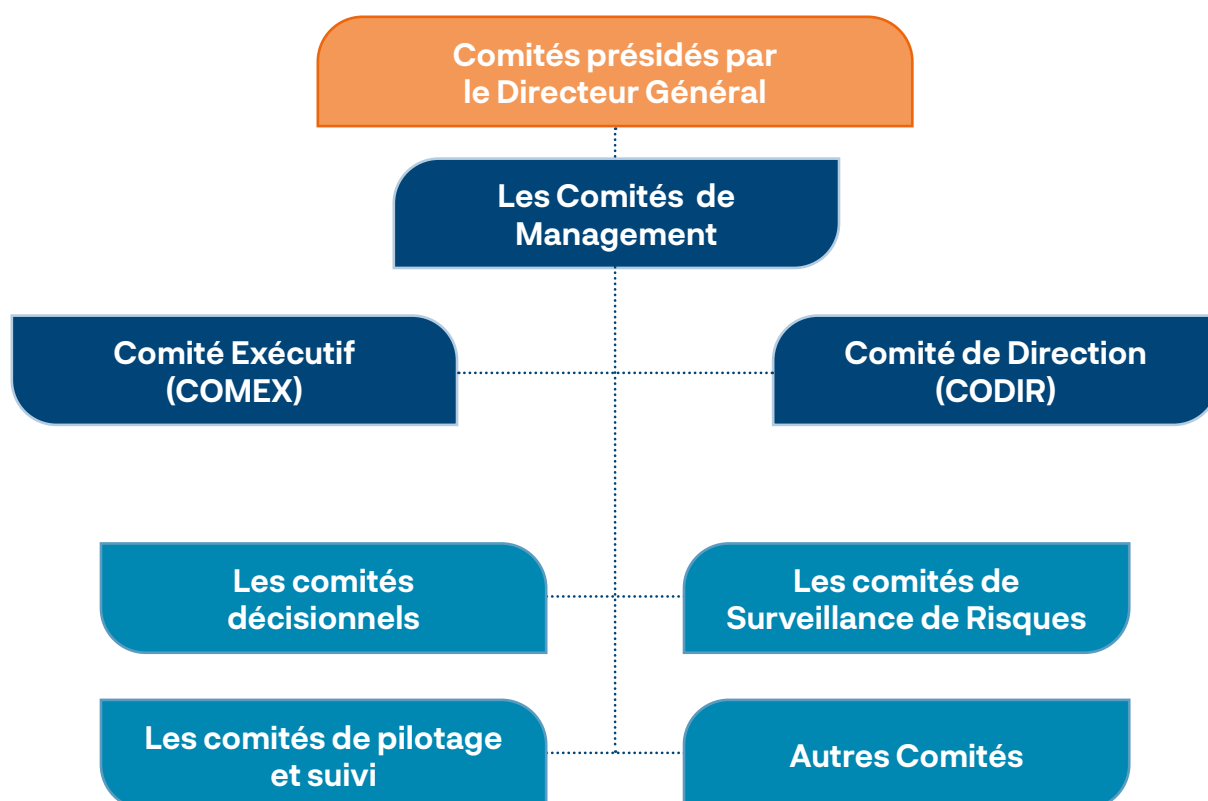 Comités présidés par
le Directeur Général
Les Comités de
Management
Comité Exécutif
(COMEX)
Comité de Direction
(CODIR)
Les comités
décisionnels
Les comités de
Surveillance de Risques
Les comités de pilotage
et suivi
Autres Comités